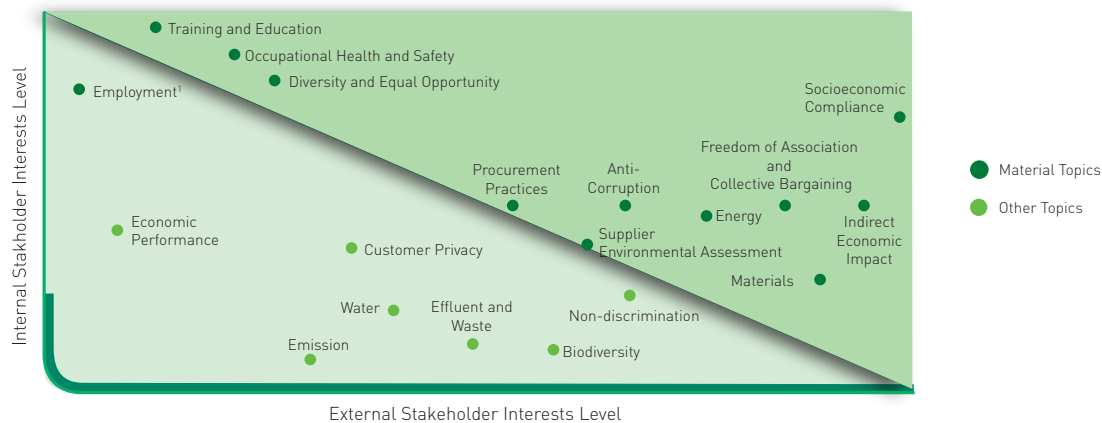 Training and Education
Occupational Health and Safety
Diversity and Equal Opportunity
Employment¹
Socioeconomic
Compliance
Freedom of Association
and
Collective Bargaining
Procurement
Practices
Anti-
Corruption
Energy
Indirect
Economic
Impact
Supplier
Environmental Assessment
Materials
Economic
Performance
Customer Privacy
Water
Effluent and
Waste
Non-discrimination
Emission
Biodiversity
Internal Stakholder Interests Level
External Stakeholder Interests Level
Material Topics
Other Topics